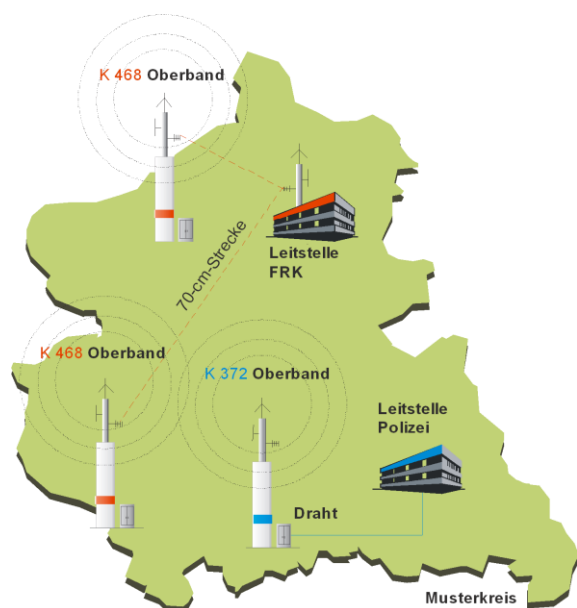 K 468 Oberband
Leitstelle
FRK
70-cm-Strecke
K 468 Oberband
K 372 Oberband
Leitstelle
Polizei
Draht
Musterkreis